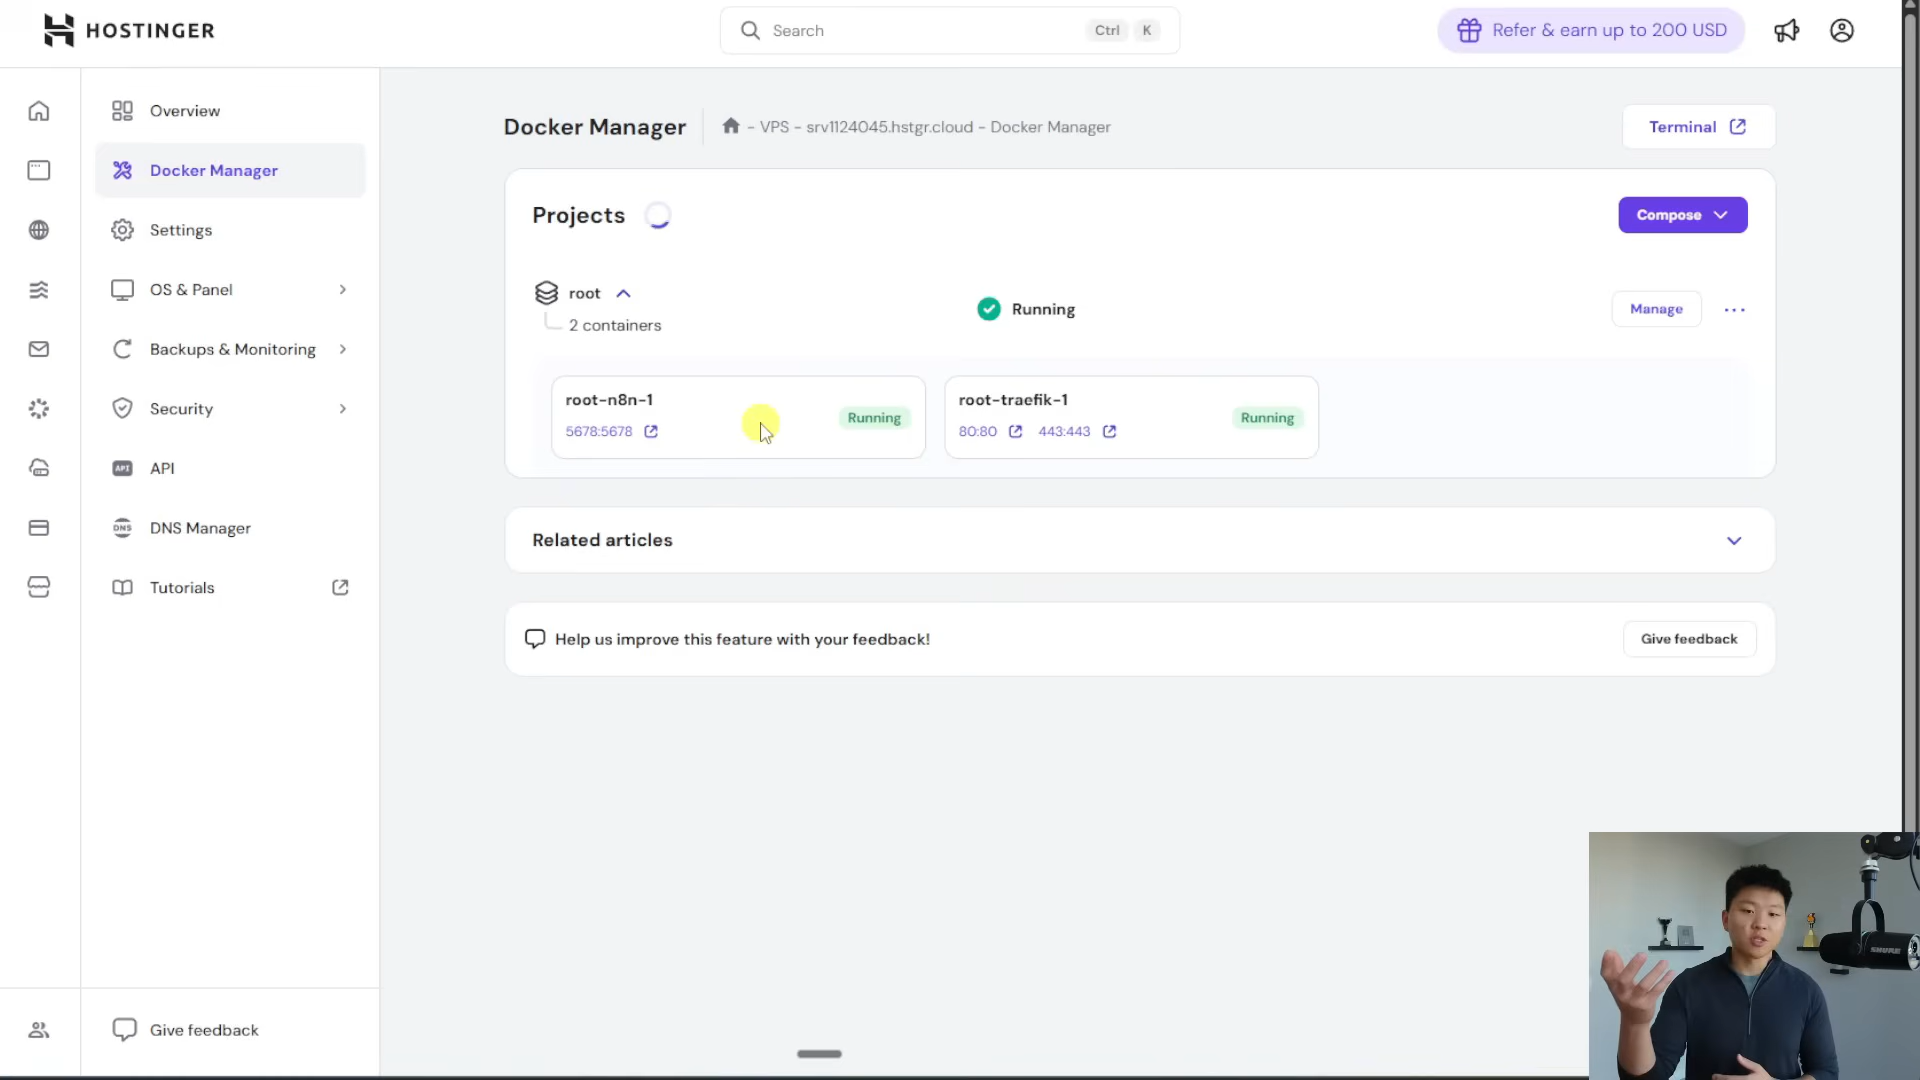 HOSTINGER
Search
Ctrl
K
Refer & earn up to 200 USD
Overview
Docker Manager
Settings
OS & Panel
Backups & Monitoring
Security
API
API
DNS
DNS Manager
Tutorials
Give feedback
Docker Manager
- VPS - srv1124045.hstgr.cloud - Docker Manager
Terminal
Projects
Compose
root
2 containers
Running
Manage
root-n8n-1
5678:5678
Running
root-traefik-1
80:80
443:443
Running
Related articles
Help us improve this feature with your feedback!
Give feedback
SHURE